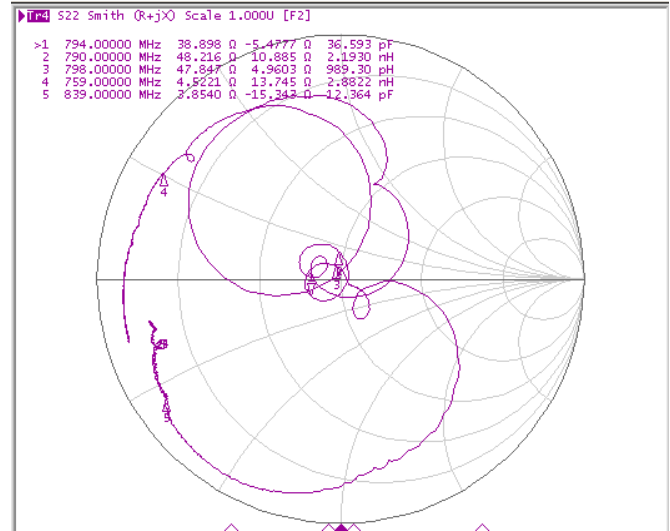 Tr4 S22 Smith (R+jX) Scale 1.000U [F2]
>1 794.00000 MHz 38.898 Ω -5.4777 Ω 36.593 pF
2 790.00000 MHz 48.216 Ω 10.885 Ω 2.1930 nH
3 798.00000 MHz 47.847 Ω 4.9603 Ω 989.30 pH
4 759.00000 MHz 4.5221 Ω 13.745 Ω 2.8822 nH
5 839.00000 MHz 3.8540 Ω -15.343 Ω 12.364 pF
4
3
5